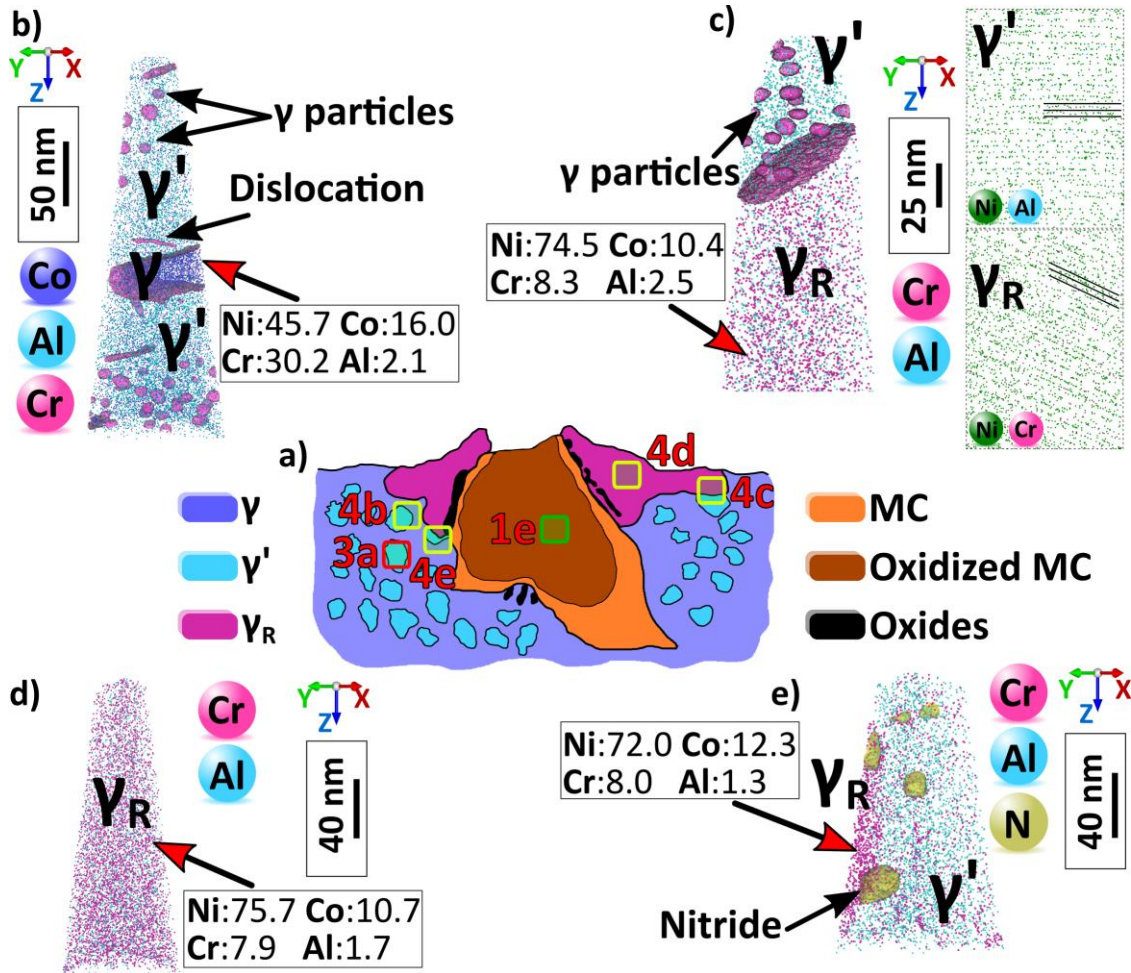 b)
Y X
Z
50 nm
Co
Al
Cr
γ particles
γ'
Dislocation
γ
γ'
Ni:45.7 Co:16.0
Cr:30.2 Al:2.1
c)
γ'
γ particles
Ni:74.5 Co:10.4
Cr:8.3 Al:2.5
γR
Y X
Z
25 nm
Cr
Al
γ'
Ni Al
γR
Ni Cr
a)
γ
γ'
γR
4b
3a
4e
1e
4d
4c
MC
Oxidized MC
Oxides
d)
Cr
Al
Y X
Z
40 nm
γR
Ni:75.7 Co:10.7
Cr:7.9 Al:1.7
e)
Ni:72.0 Co:12.3
Cr:8.0 Al:1.3
γR
Nitride
γ'
Cr
Al
N
Y X
Z
40 nm